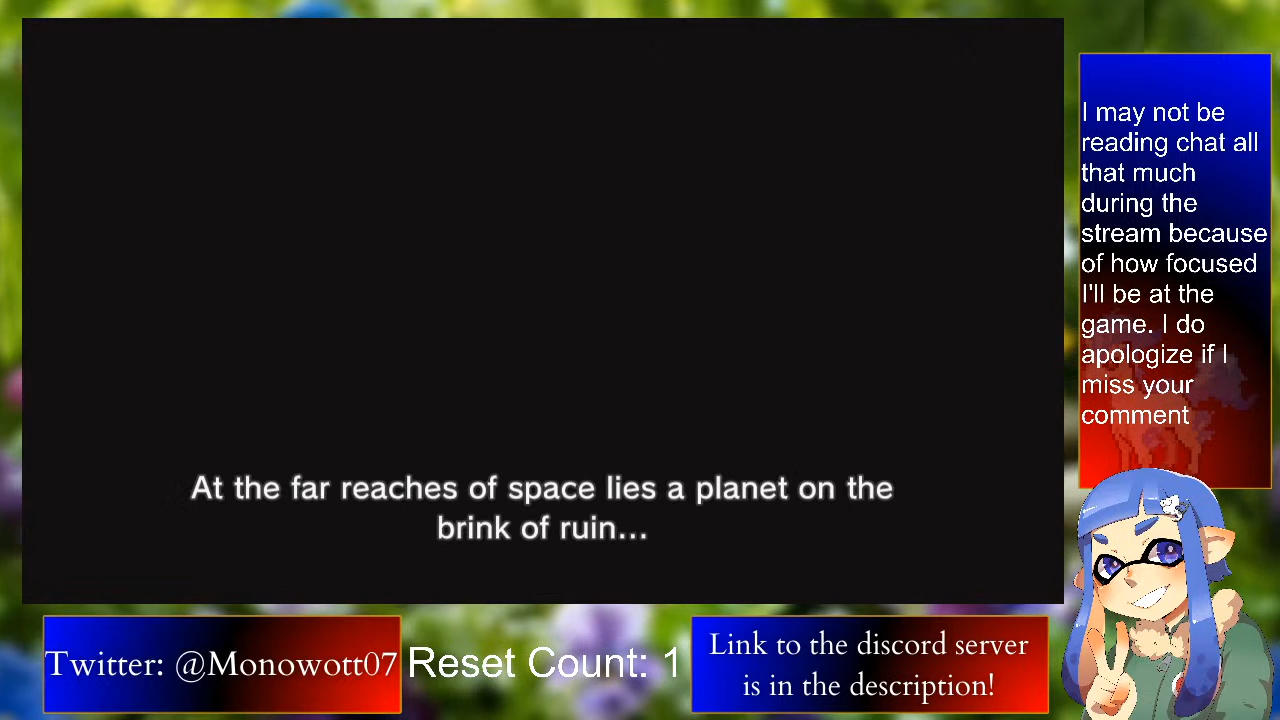 At the far reaches of space lies a planet on the
brink of ruin...
I may not be
reading chat all
that much
during the
stream because
of how focused
I'll be at the
game. I do
apologize if I
miss your
comment
Twitter: @Monowott07
Reset Count: 1
Link to the discord server
is in the description!